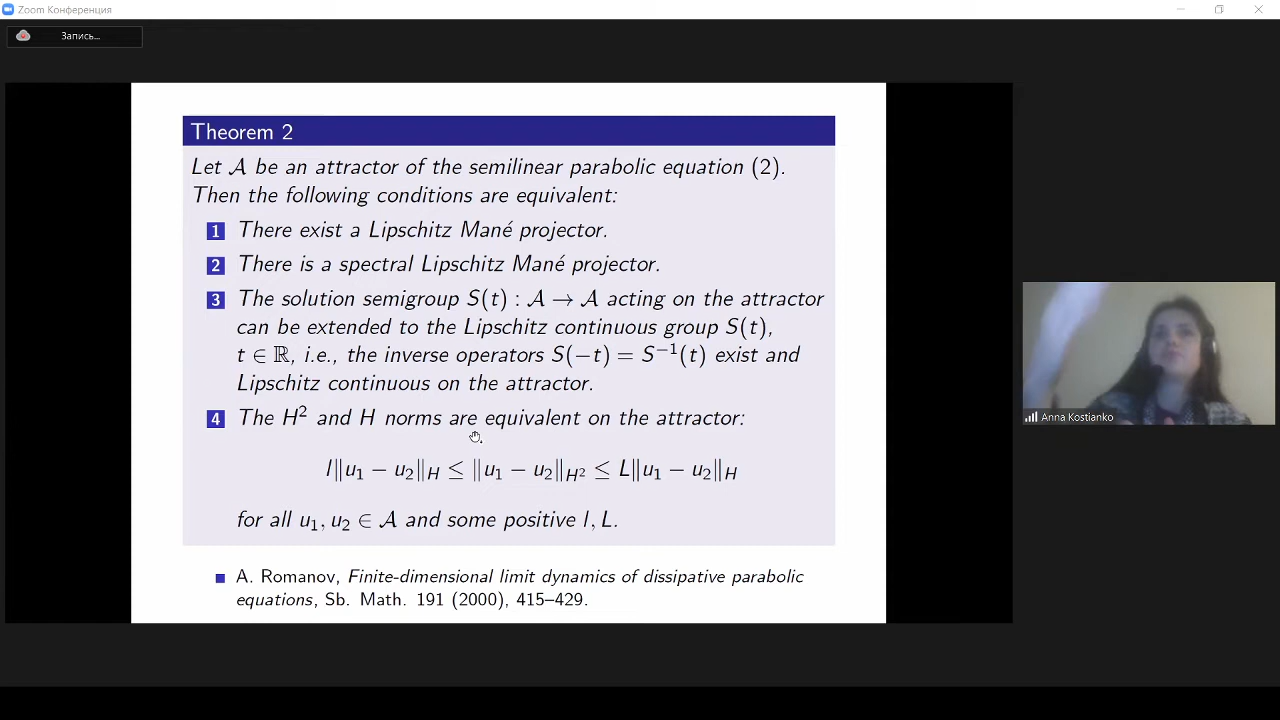 Zoom Конференция
Запись...
Theorem 2
Let 𝒜 be an attractor of the semilinear parabolic equation (2).
Then the following conditions are equivalent:
1 There exist a Lipschitz Mané projector.
2 There is a spectral Lipschitz Mané projector.
3 The solution semigroup S(t) : 𝒜 → 𝒜 acting on the attractor
can be extended to the Lipschitz continuous group S(t),
t ∈ ℝ, i.e., the inverse operators S(−t) = S⁻¹(t) exist and
Lipschitz continuous on the attractor.
4 The H² and H norms are equivalent on the attractor:
l‖u₁ − u₂‖_H ≤ ‖u₁ − u₂‖_{H²} ≤ L‖u₁ − u₂‖_H
for all u₁, u₂ ∈ 𝒜 and some positive l, L.
A. Romanov, Finite-dimensional limit dynamics of dissipative parabolic
equations, Sb. Math. 191 (2000), 415–429.
Anna Kostianko